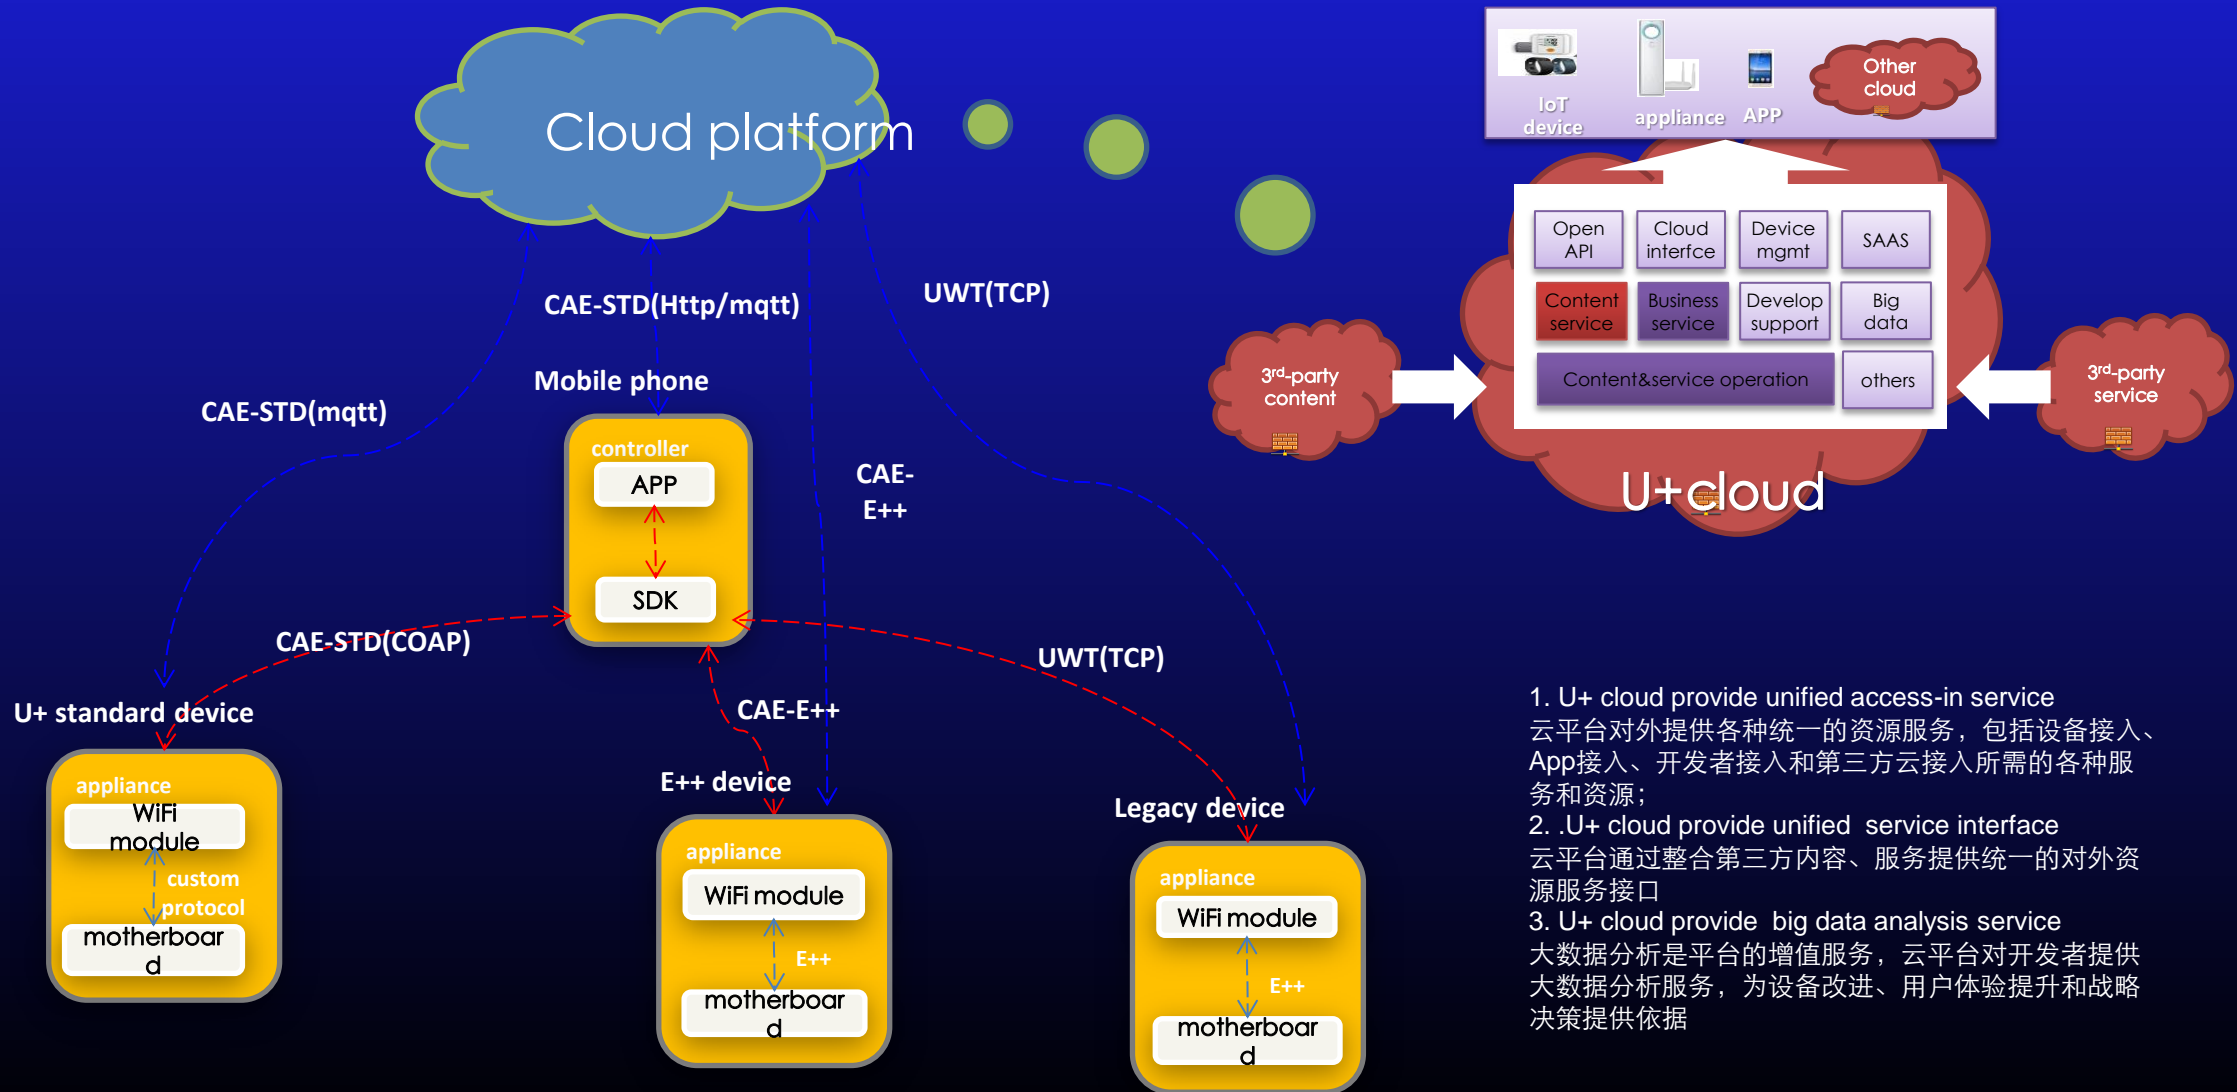 Cloud platform
CAE-STD(Http/mqtt)
UWT(TCP)
CAE-STD(mqtt)
Mobile phone
controller
APP
SDK
CAE-
E++
CAE-STD(COAP)
UWT(TCP)
CAE-E++
U+ standard device
appliance
WiFi
module
custom
protocol
motherboar
d
E++ device
appliance
WiFi module
E++
motherboar
d
Legacy device
appliance
WiFi module
E++
motherboar
d
IoT
device
appliance
APP
Other
cloud
Open
API
Cloud
interfce
Device
mgmt
SAAS
Content
service
Business
service
Develop
support
Big
data
Content&service operation
others
3rd-party
content
3rd-party
service
U+cloud
1. U+ cloud provide unified access-in service
云平台对外提供各种统一的资源服务，包括设备接入、
App接入、开发者接入和第三方云接入所需的各种服
务和资源；
2. .U+ cloud provide unified  service interface
云平台通过整合第三方内容、服务提供统一的对外资
源服务接口
3. U+ cloud provide  big data analysis service
大数据分析是平台的增值服务，云平台对开发者提供
大数据分析服务，为设备改进、用户体验提升和战略
决策提供依据